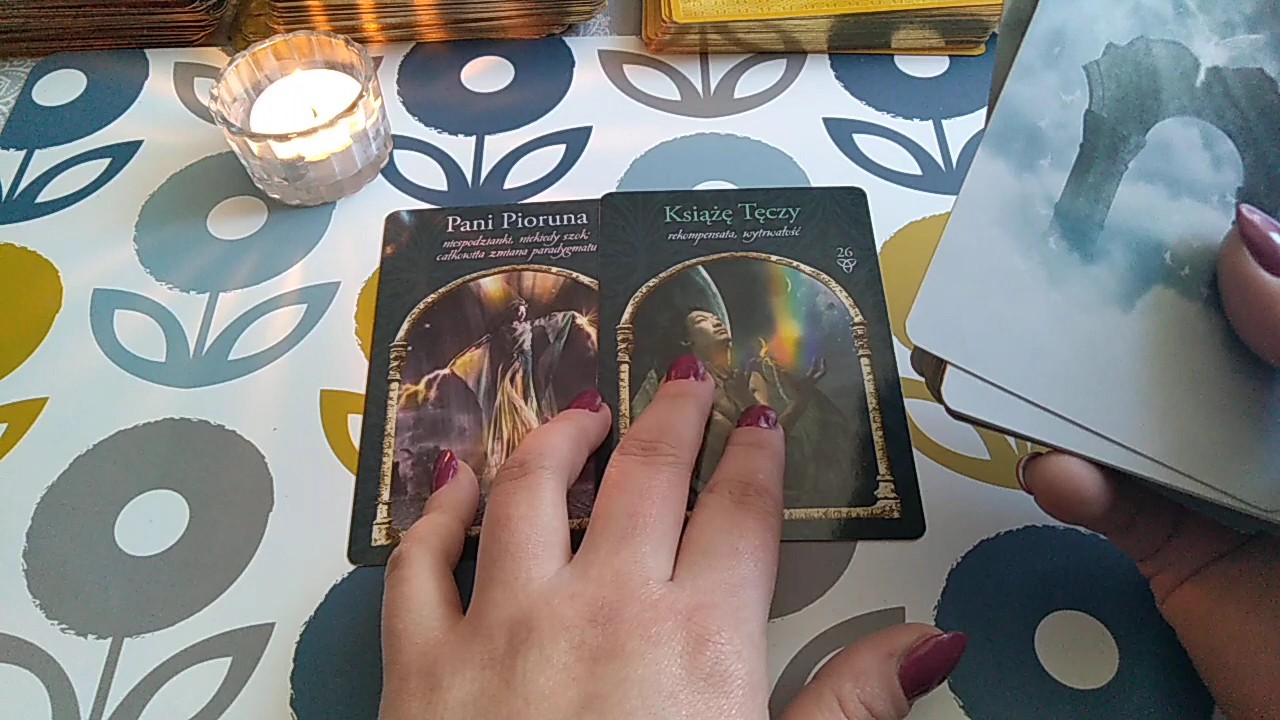 Pani Pioruna
niespodzianki, niekiedy szok
całkowita zmiana paradygmatu
Książę Tęczy
rekompensata, wytrwałość
26